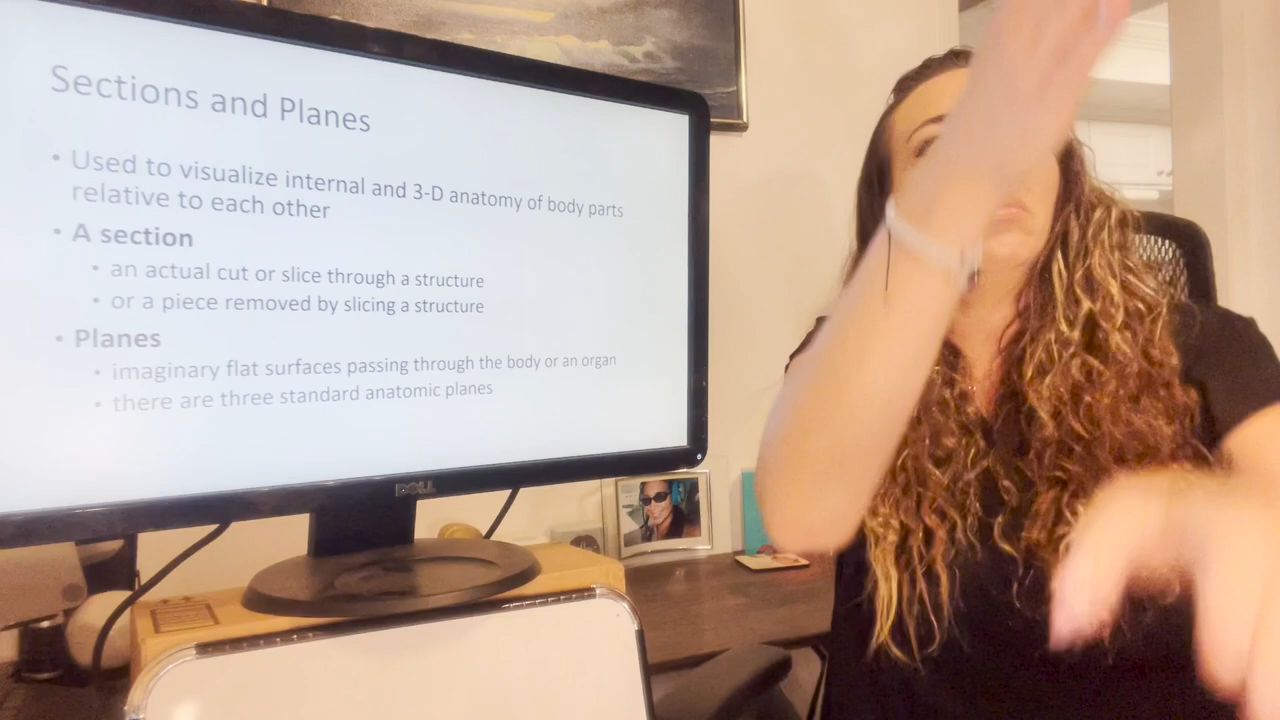 Sections and Planes
• Used to visualize internal and 3-D anatomy of body parts
relative to each other
• A section
• an actual cut or slice through a structure
• or a piece removed by slicing a structure
• Planes
• imaginary flat surfaces passing through the body or an organ
• there are three standard anatomic planes
DELL